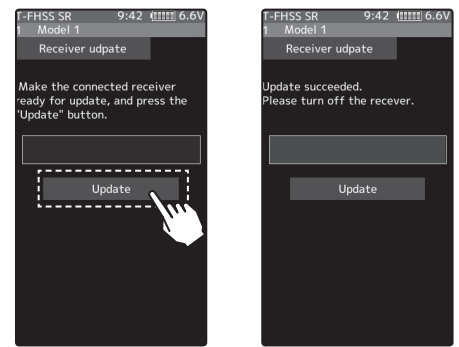 T-FHSS SR 9:42 6.6V
1 Model 1
Receiver udpate
Make the connected receiver
ready for update, and press the
"Update" button.
Update
T-FHSS SR 9:42 6.6V
1 Model 1
Receiver udpate
Update succeeded.
Please turn off the recever.
Update